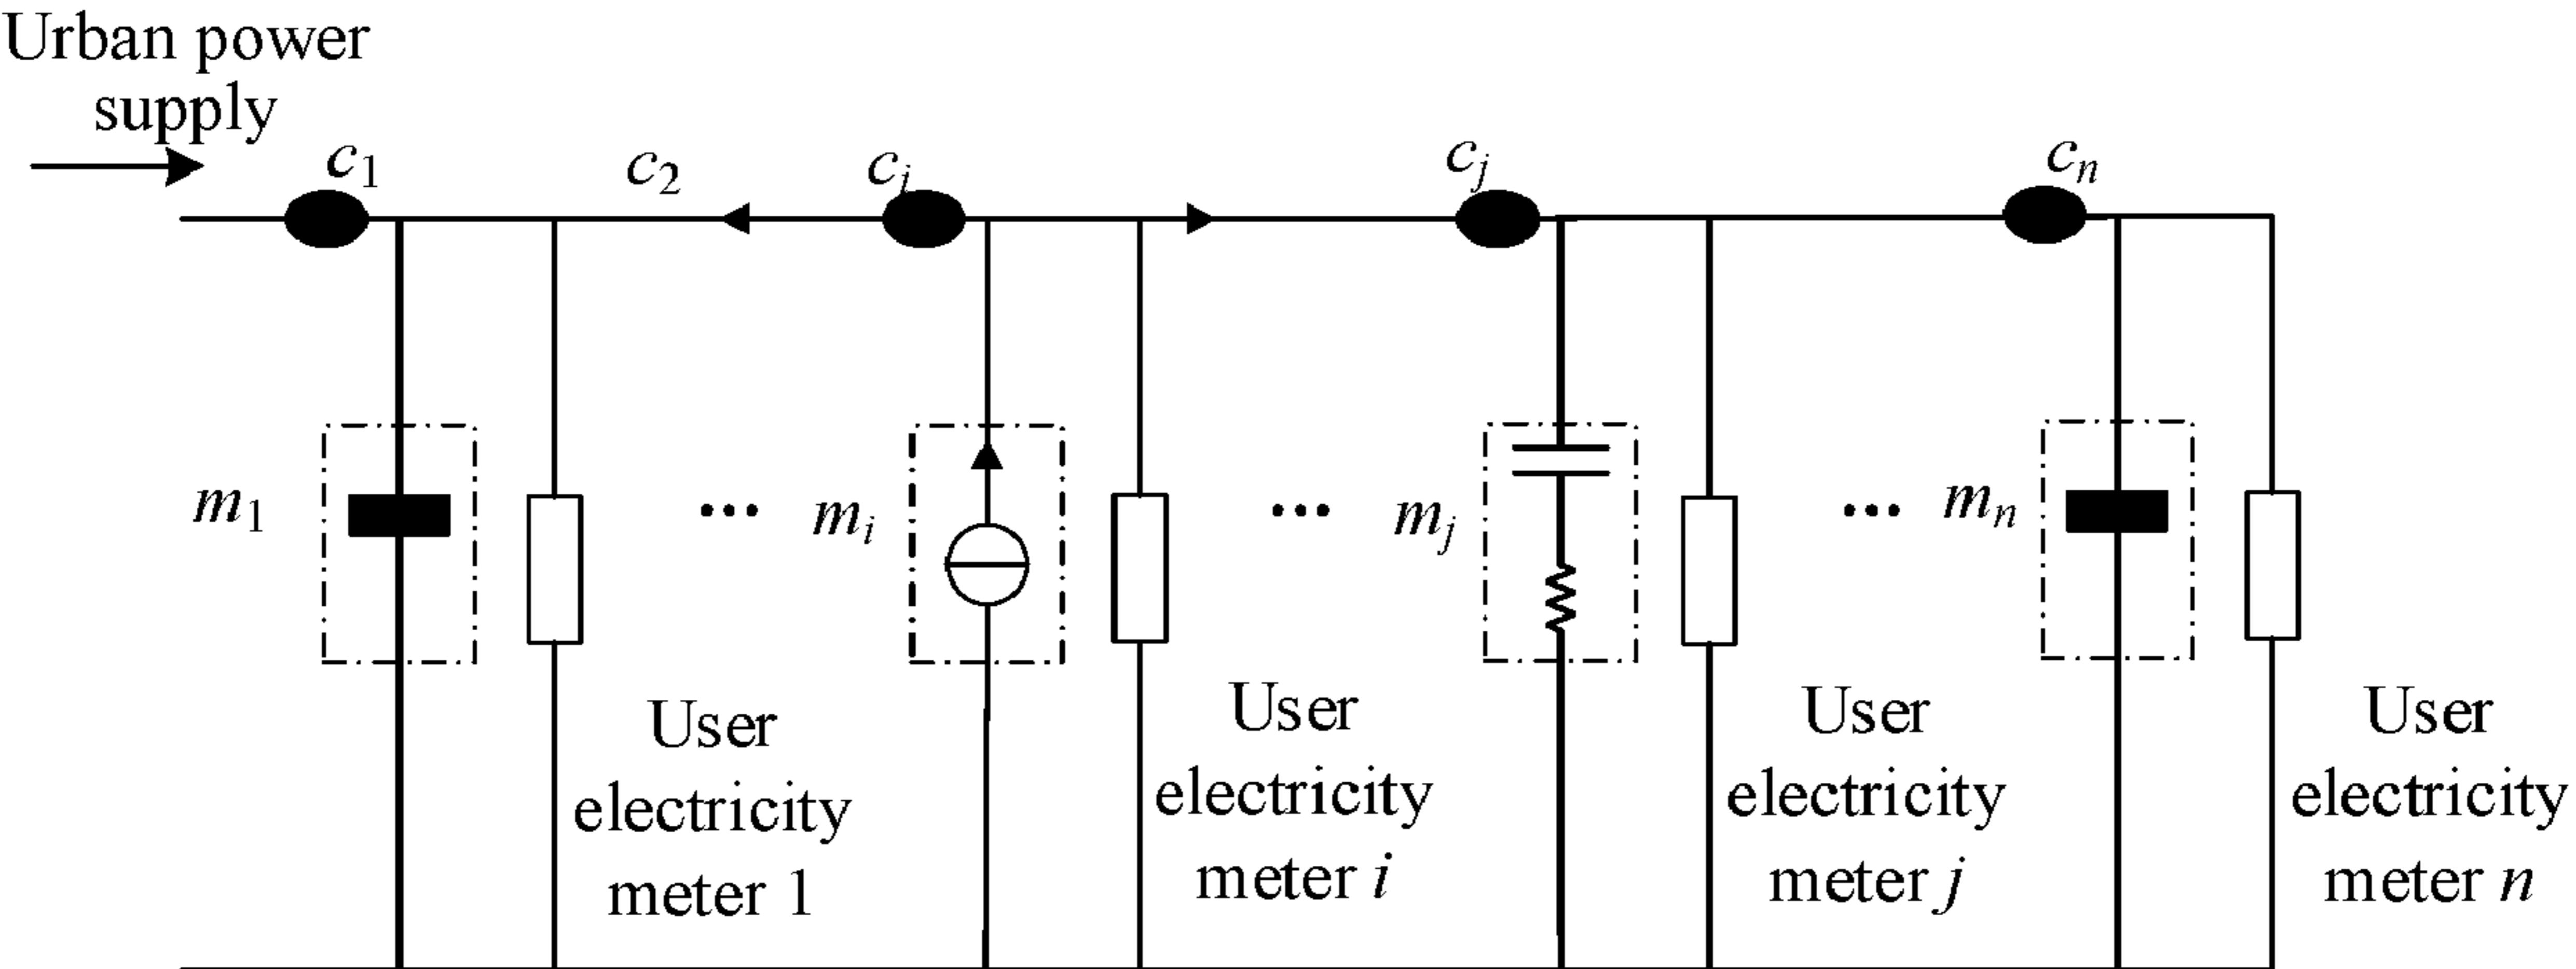 Urban power
supply
c1
c2
ci
cj
cn
m1
... mi
... mj
... mn
User
electricity
meter 1
User
electricity
meter i
User
electricity
meter j
User
electricity
meter n